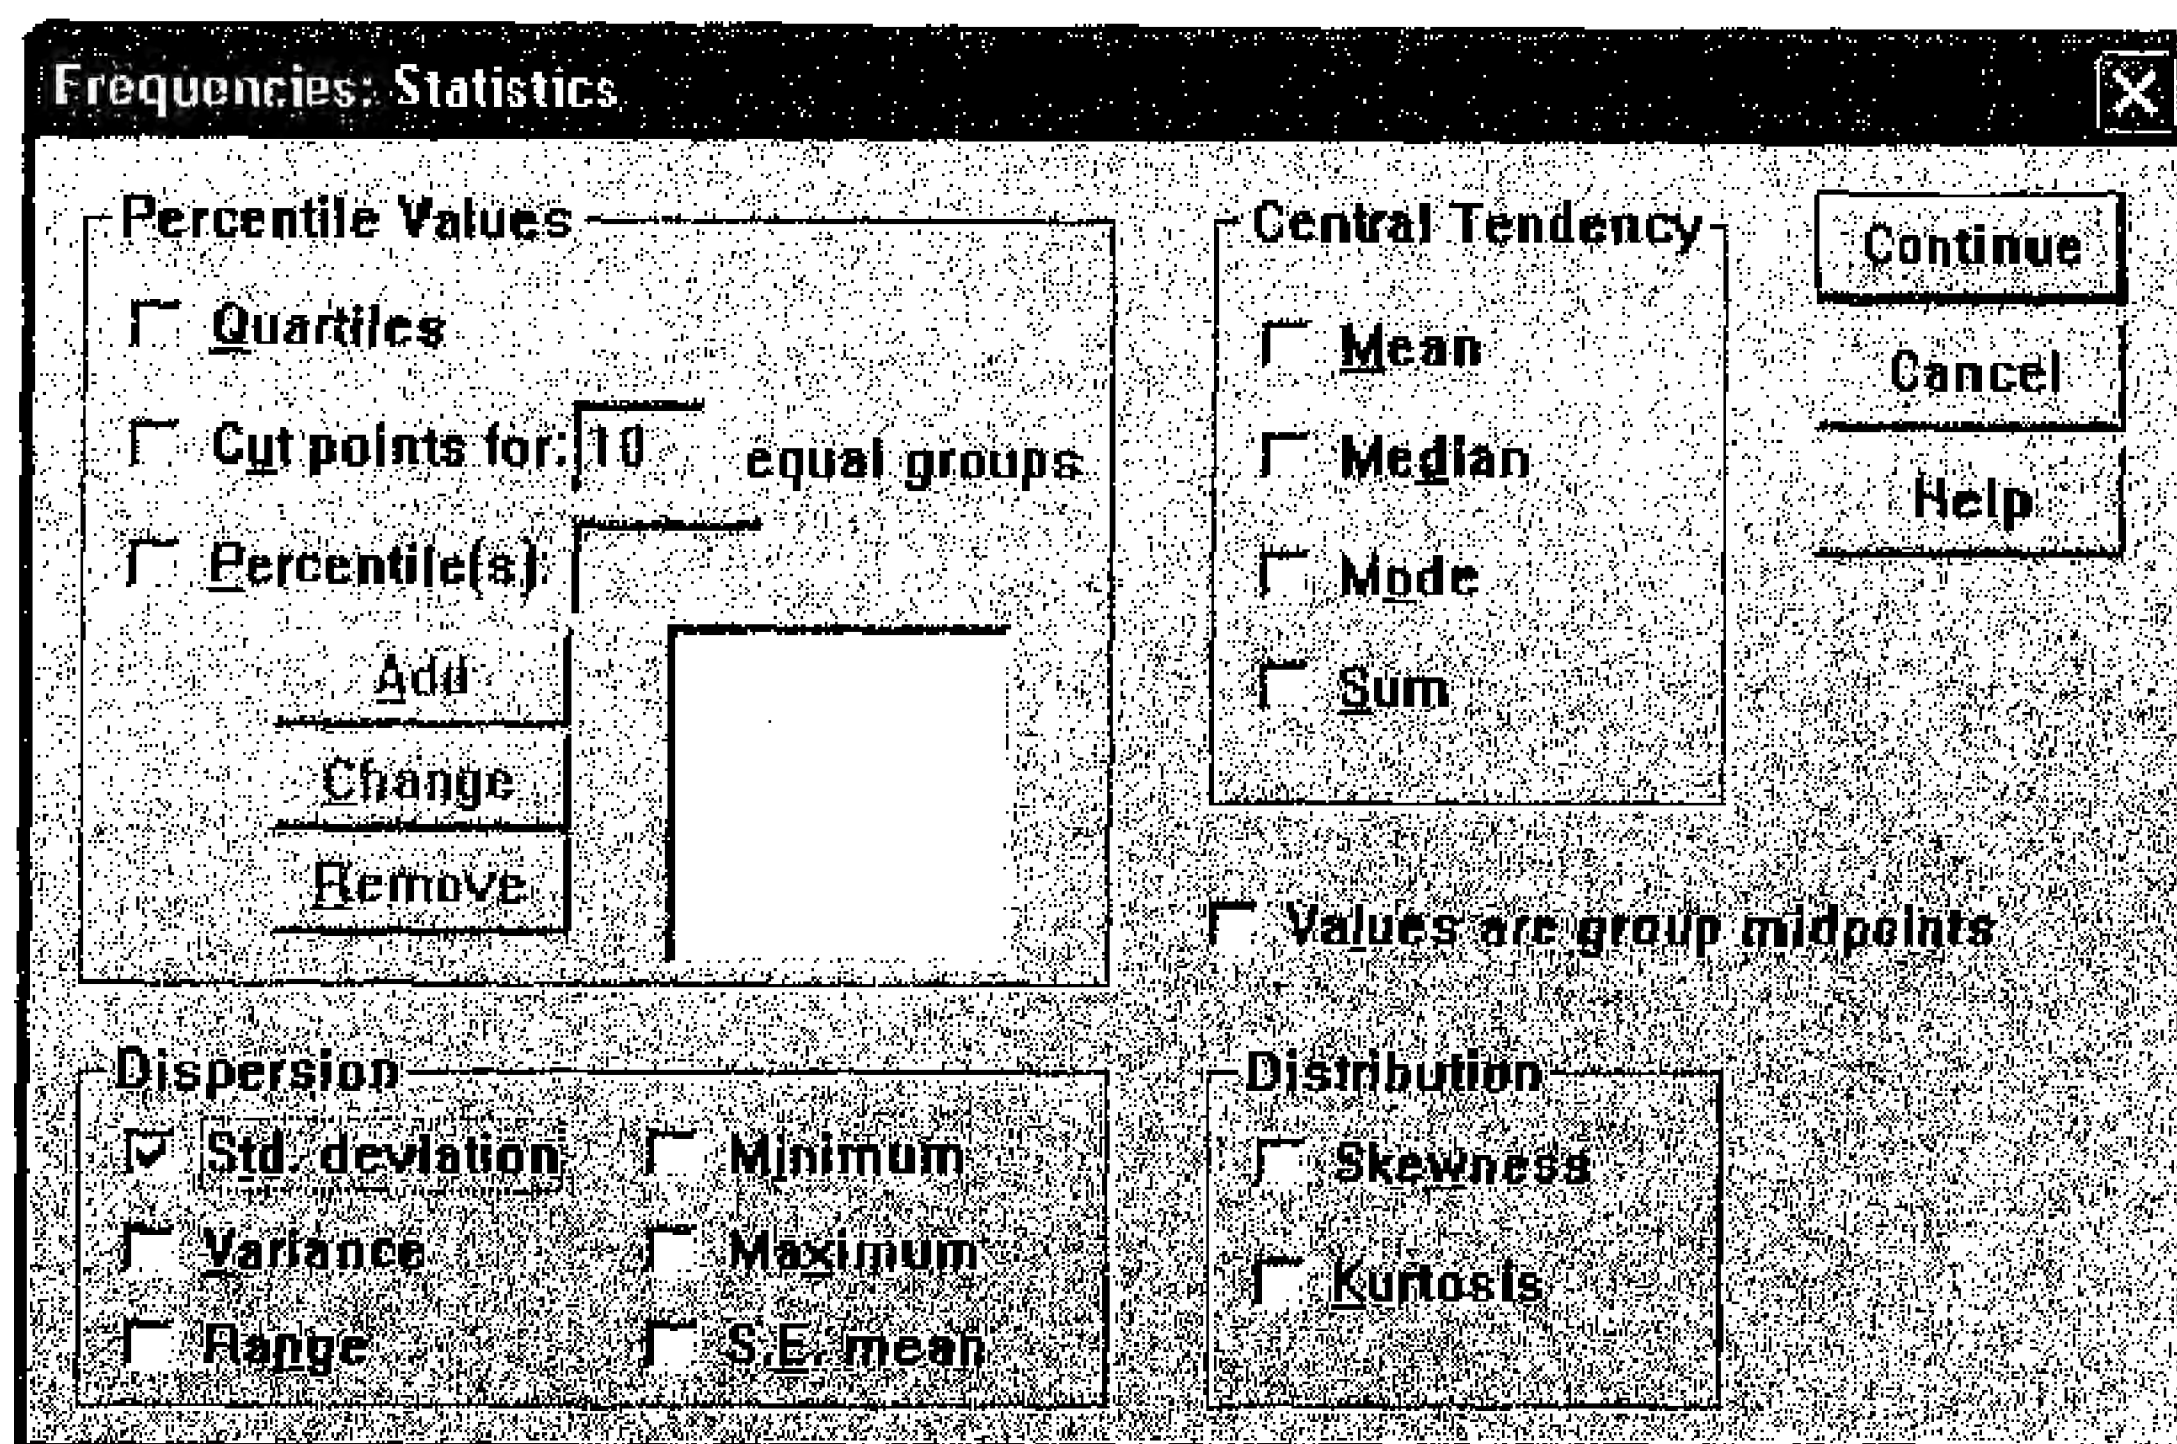 Frequencies: Statistics
Percentile Values
Quartiles
Cut points for: 10 equal groups
Percentile(s):
Add
Change
Remove
Central Tendency
Mean
Median
Mode
Sum
Continue
Cancel
Help
Values are group midpoints
Dispersion
Std. deviation Minimum
Variance Maximum
Range S.E. mean
Distribution
Skewness
Kurtosis